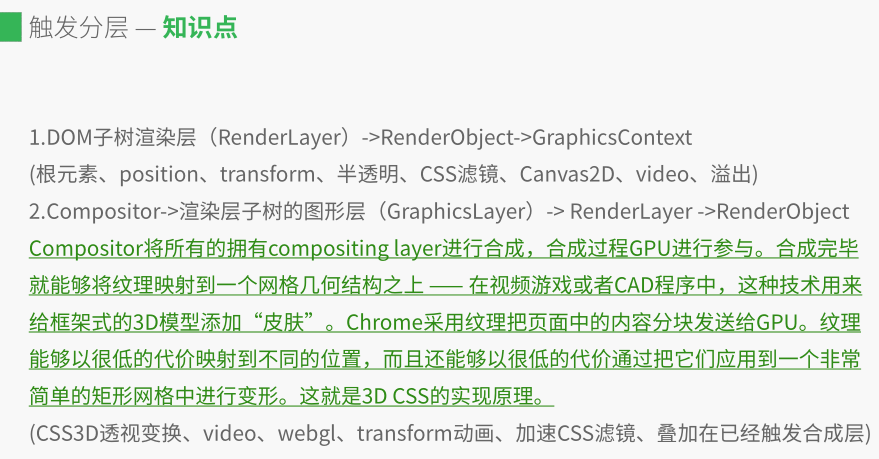 触发分层 — 知识点
1.DOM子树渲染层（RenderLayer）->RenderObject->GraphicsContext
(根元素、position、transform、半透明、CSS滤镜、Canvas2D、video、溢出)
2.Compositor->渲染层子树的图形层（GraphicsLayer）-> RenderLayer ->RenderObject
Compositor将所有的拥有compositing layer进行合成，合成过程GPU进行参与。合成完毕
就能够将纹理映射到一个网格几何结构之上 —— 在视频游戏或者CAD程序中，这种技术用来
给框架式的3D模型添加“皮肤”。Chrome采用纹理把页面中的内容分块发送给GPU。纹理
能够以很低的代价映射到不同的位置，而且还能够以很低的代价通过把它们应用到一个非常
简单的矩形网格中进行变形。这就是3D CSS的实现原理。
(CSS3D透视变换、video、webgl、transform动画、加速CSS滤镜、叠加在已经触发合成层)